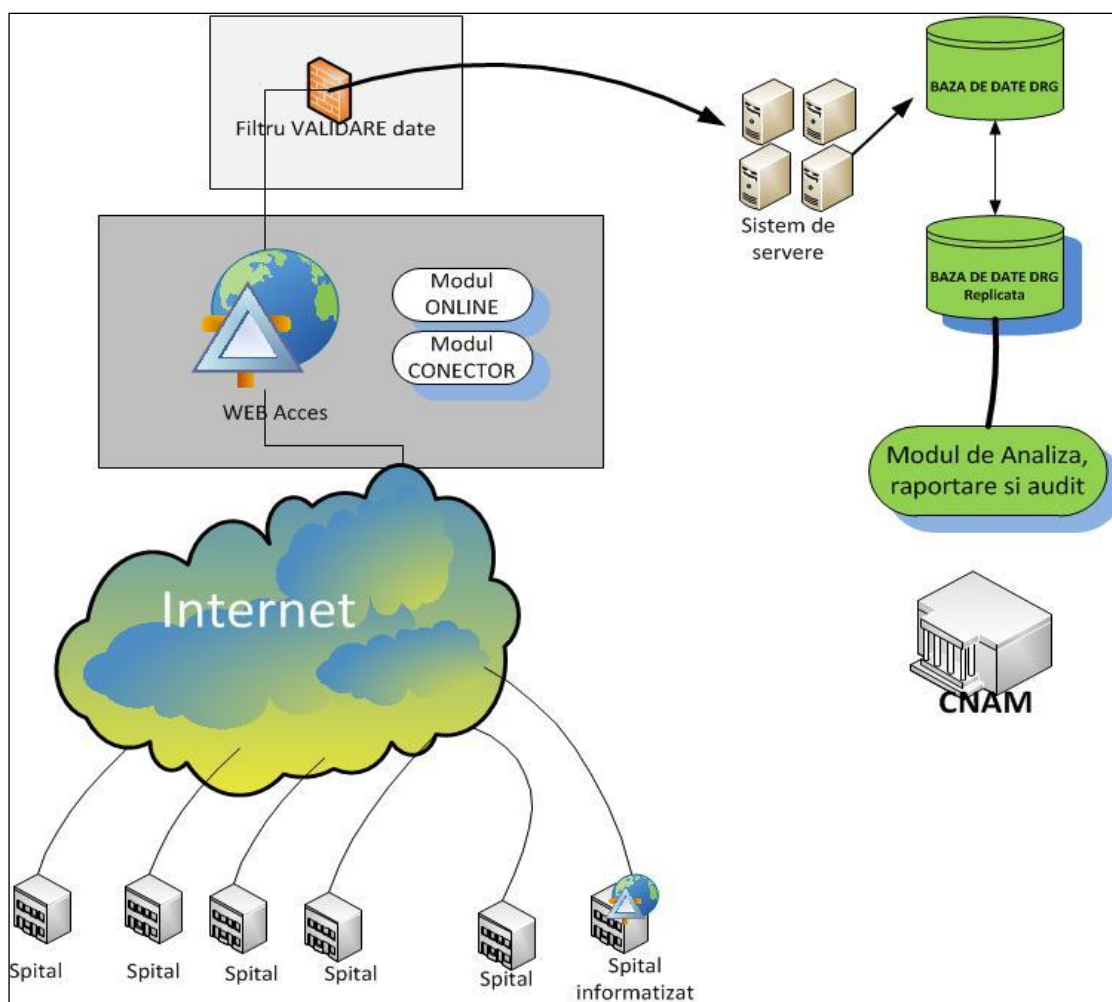 Filtru VALIDARE date
BAZA DE DATE DRG
Sistem de
servere
BAZA DE DATE DRG
Replicata
Modul
ONLINE
Modul
CONECTOR
WEB Acces
Modul de Analiza,
raportare si audit
Internet
CNAM
Spital
Spital
Spital
Spital
Spital
Spital
informatizat